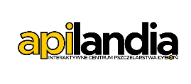 apilandia
INTERAKTYWNE CENTRUM PSZCZELARSTWA